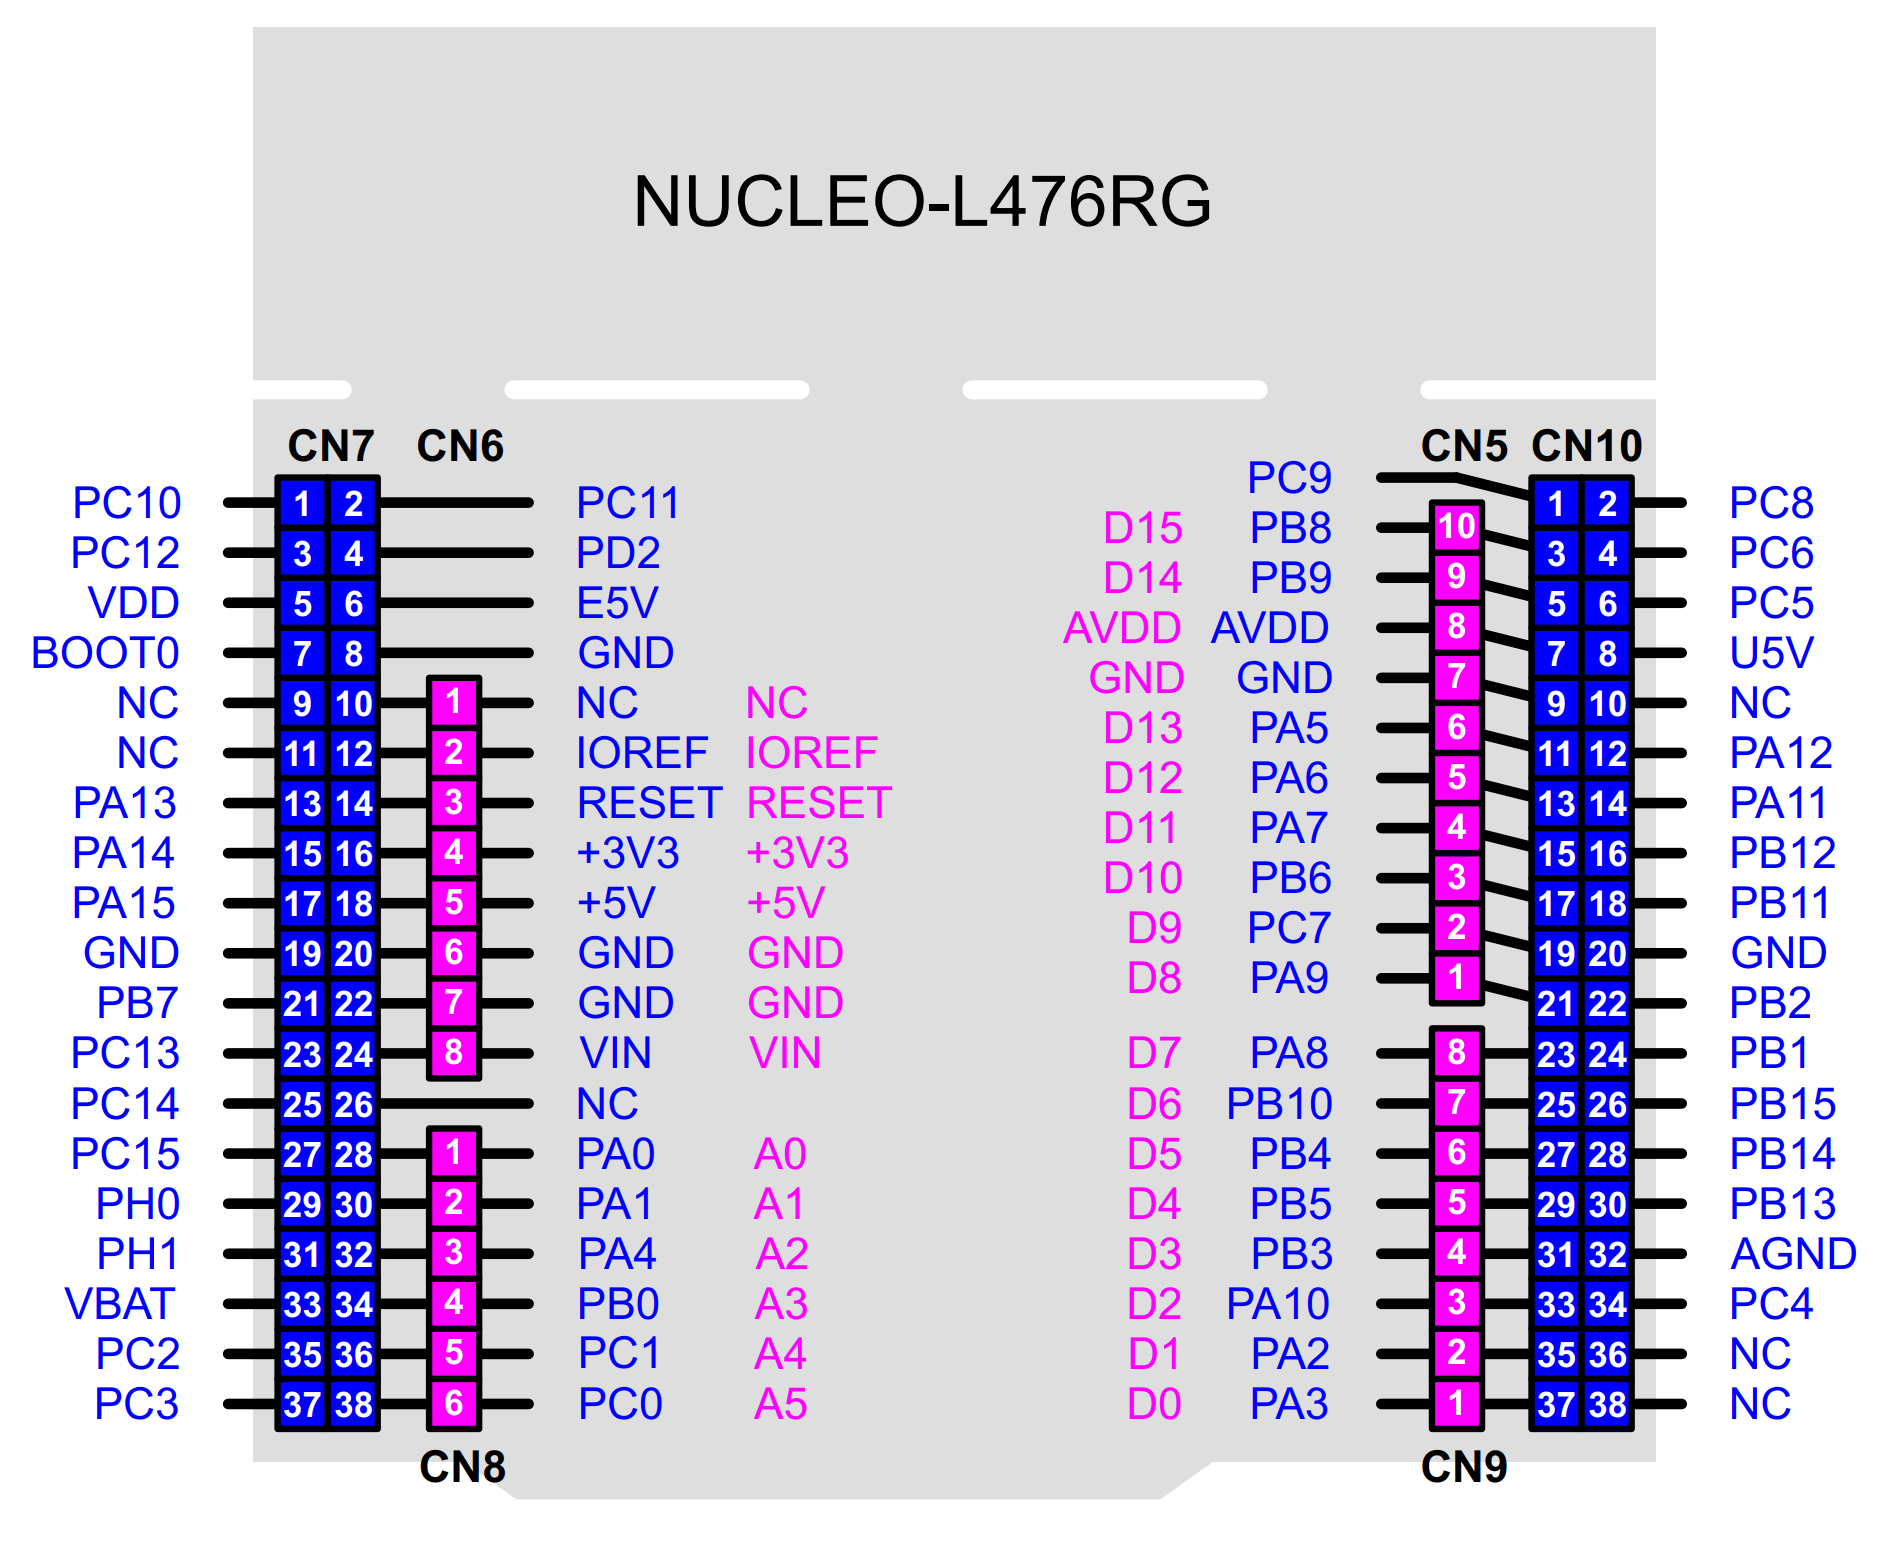 NUCLEO-L476RG
CN7 CN6 CN5 CN10
PC9
PC10 1 2 PC11 1 2 PC8
D15 PB8 10
PC12 3 4 PD2 3 4 PC6
D14 PB9 9
VDD 5 6 E5V 5 6 PC5
AVDD AVDD 8
BOOT0 7 8 GND 7 8 U5V
GND GND 7
NC 9 10 1 NC NC 9 10 NC
D13 PA5 6
NC 11 12 2 IOREF IOREF 11 12 PA12
D12 PA6 5
PA13 13 14 3 RESET RESET 13 14 PA11
D11 PA7 4
PA14 15 16 4 +3V3 +3V3 15 16 PB12
D10 PB6 3
PA15 17 18 5 +5V +5V 17 18 PB11
D9 PC7 2
GND 19 20 6 GND GND 19 20 GND
D8 PA9 1
PB7 21 22 7 GND GND 21 22 PB2
PC13 23 24 8 VIN VIN D7 PA8 8 23 24 PB1
PC14 25 26 NC D6 PB10 7 25 26 PB15
PC15 27 28 1 PA0 A0 D5 PB4 6 27 28 PB14
PH0 29 30 2 PA1 A1 D4 PB5 5 29 30 PB13
PH1 31 32 3 PA4 A2 D3 PB3 4 31 32 AGND
VBAT 33 34 4 PB0 A3 D2 PA10 3 33 34 PC4
PC2 35 36 5 PC1 A4 D1 PA2 2 35 36 NC
PC3 37 38 6 PC0 A5 D0 PA3 1 37 38 NC
CN8 CN9